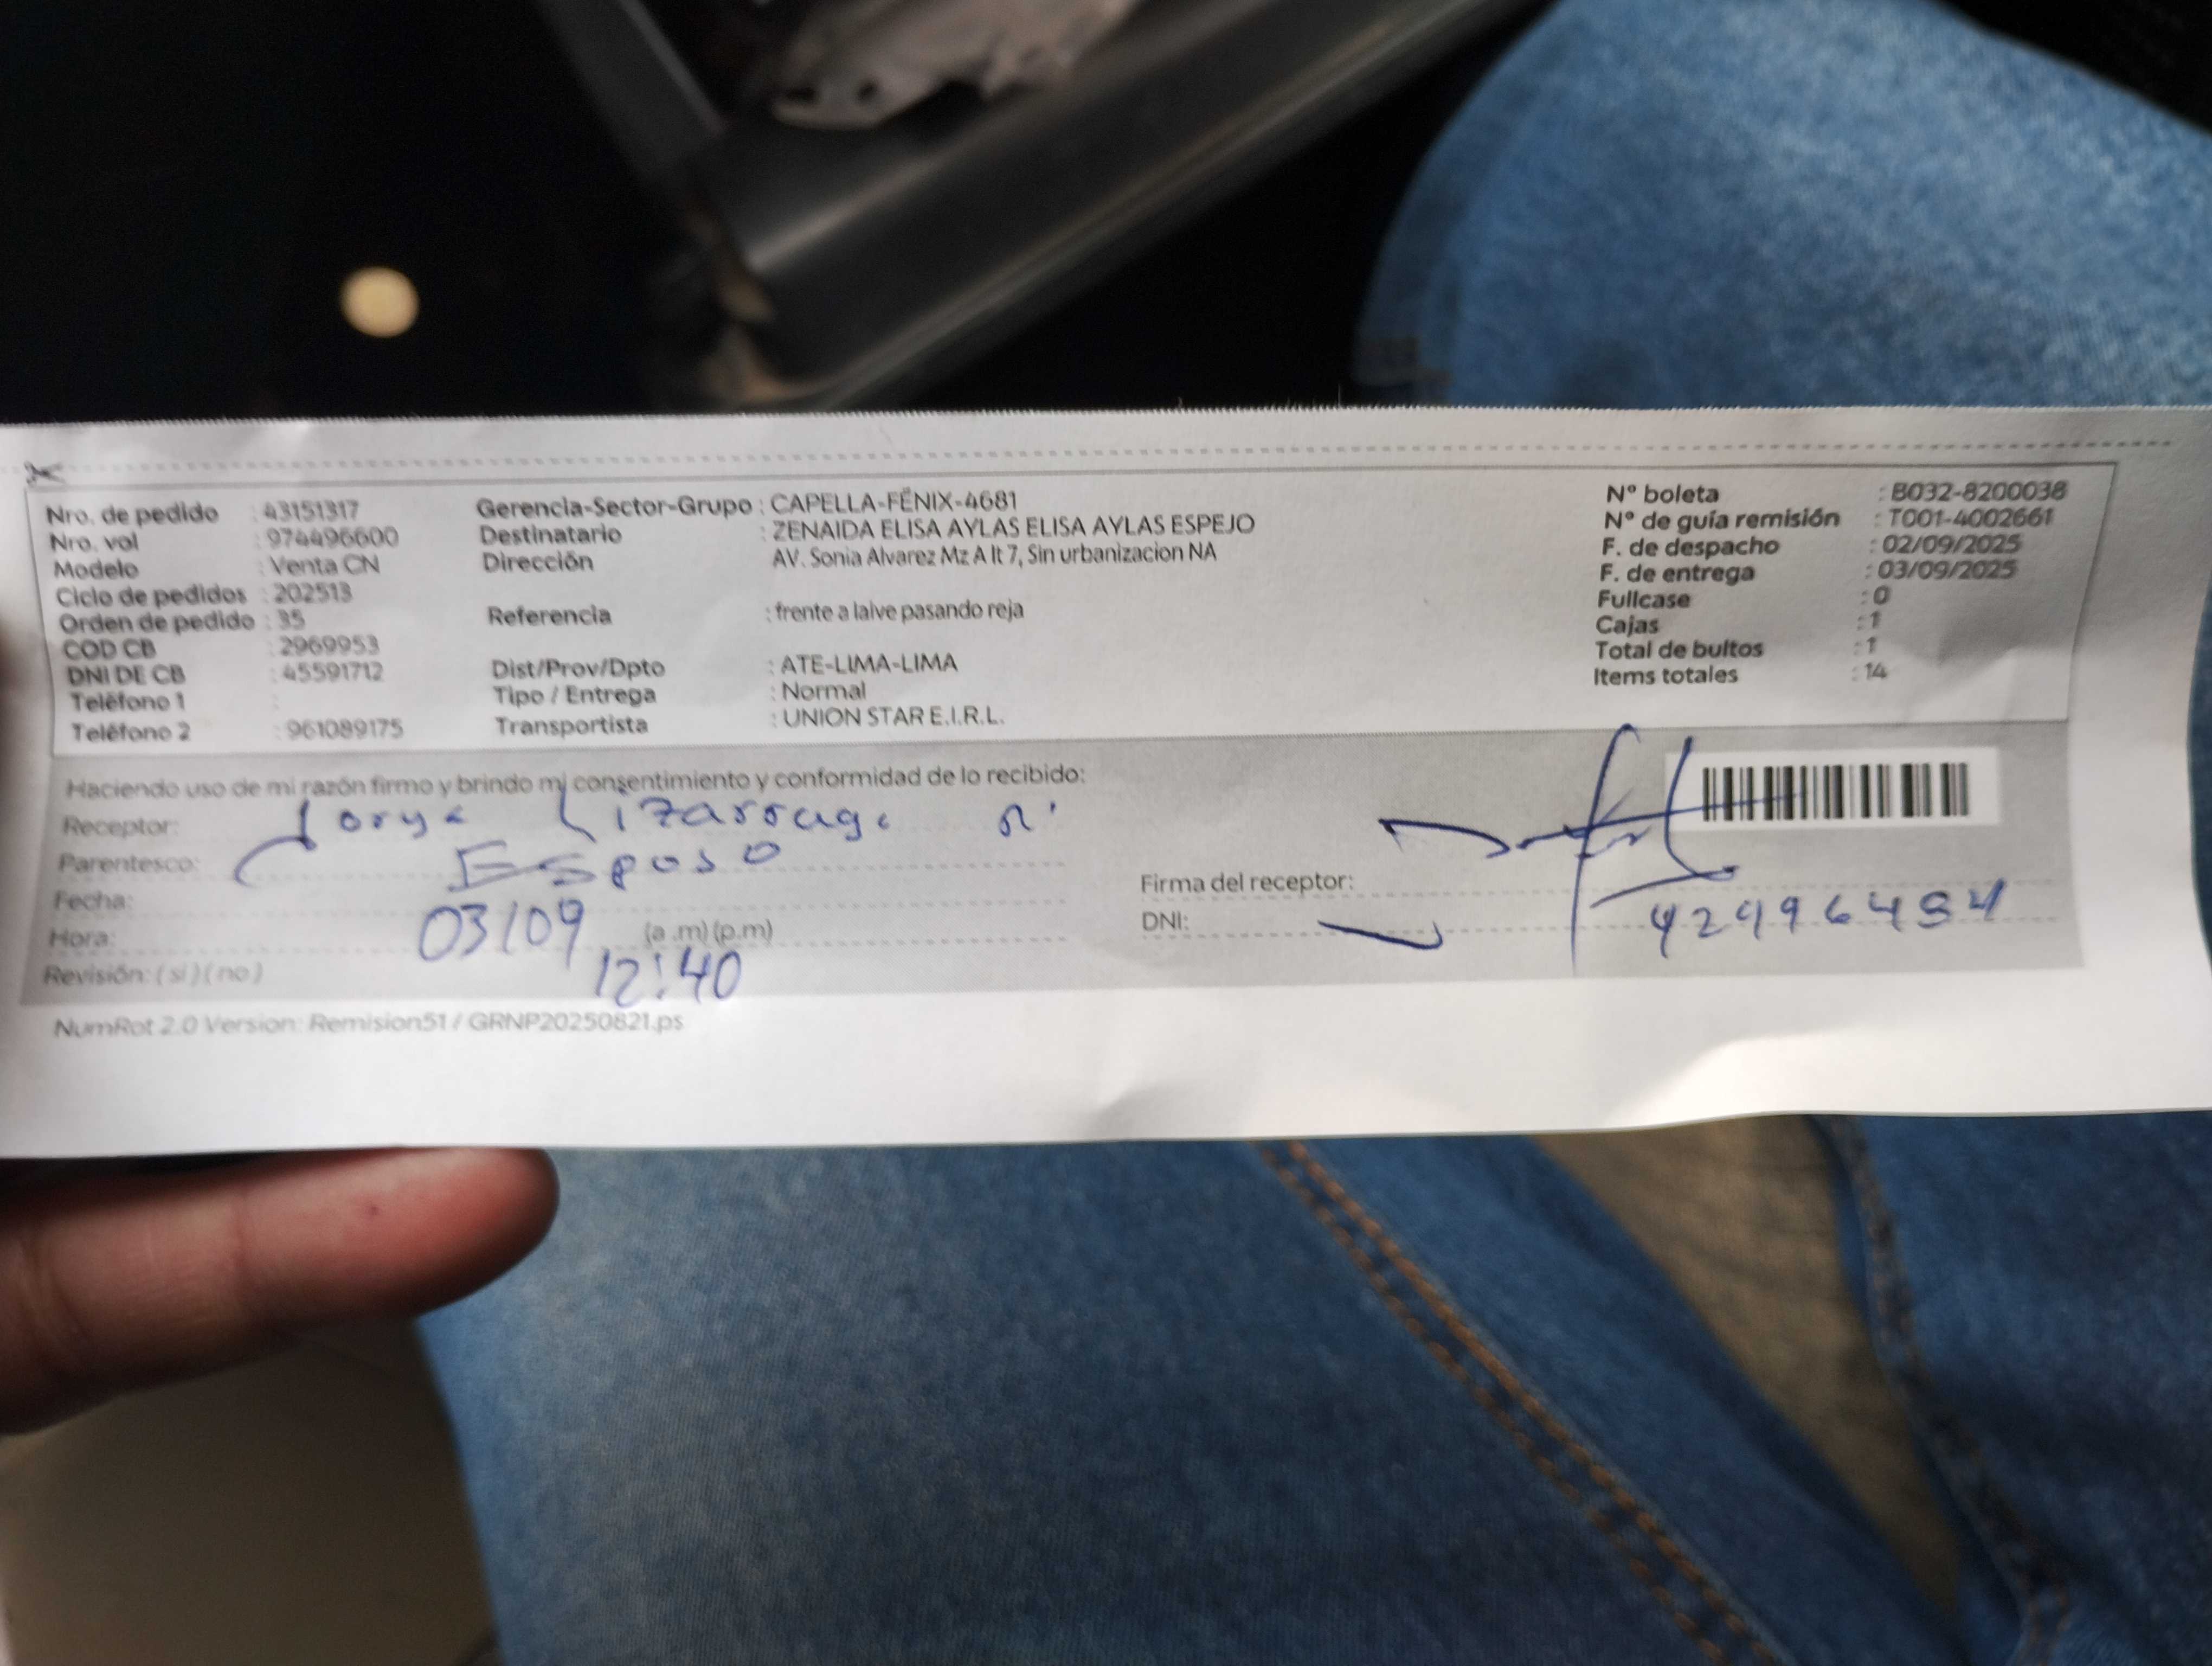 Nro. de pedido : 43151317 Gerencia-Sector-Grupo : CAPELLA-FÉNIX-4681 N° boleta : B032-8200038
Nro. vol : 974496600 Destinatario : ZENAIDA ELISA AYLAS ELISA AYLAS ESPEJO N° de guía remisión : T001-4002661
Modelo : Venta CN Dirección AV. Sonia Alvarez Mz A lt 7, Sin urbanizacion NA F. de despacho : 02/09/2025
Ciclo de pedidos : 202513 F. de entrega : 03/09/2025
Orden de pedido : 35 Referencia : frente a laive pasando reja Fullcase : 0
COD CB : 2969953 Cajas : 1
DNI DE CB : 45591712 Dist/Prov/Dpto : ATE-LIMA-LIMA Total de bultos : 1
Teléfono 1 : Tipo / Entrega : Normal Items totales : 14
Teléfono 2 : 961089175 Transportista : UNION STAR E.I.R.L.
Haciendo uso de mi razón firmo y brindo mi consentimiento y conformidad de lo recibido:
Receptor: Jorge Lizarraga
Parentesco: Esposo
Fecha: 03/09
Hora: (a .m) (p.m) 12:40
Revisión: ( si ) ( no )
Firma del receptor:
DNI:
NumRot 2.0 Version: Remision51 / GRNP20250821.ps